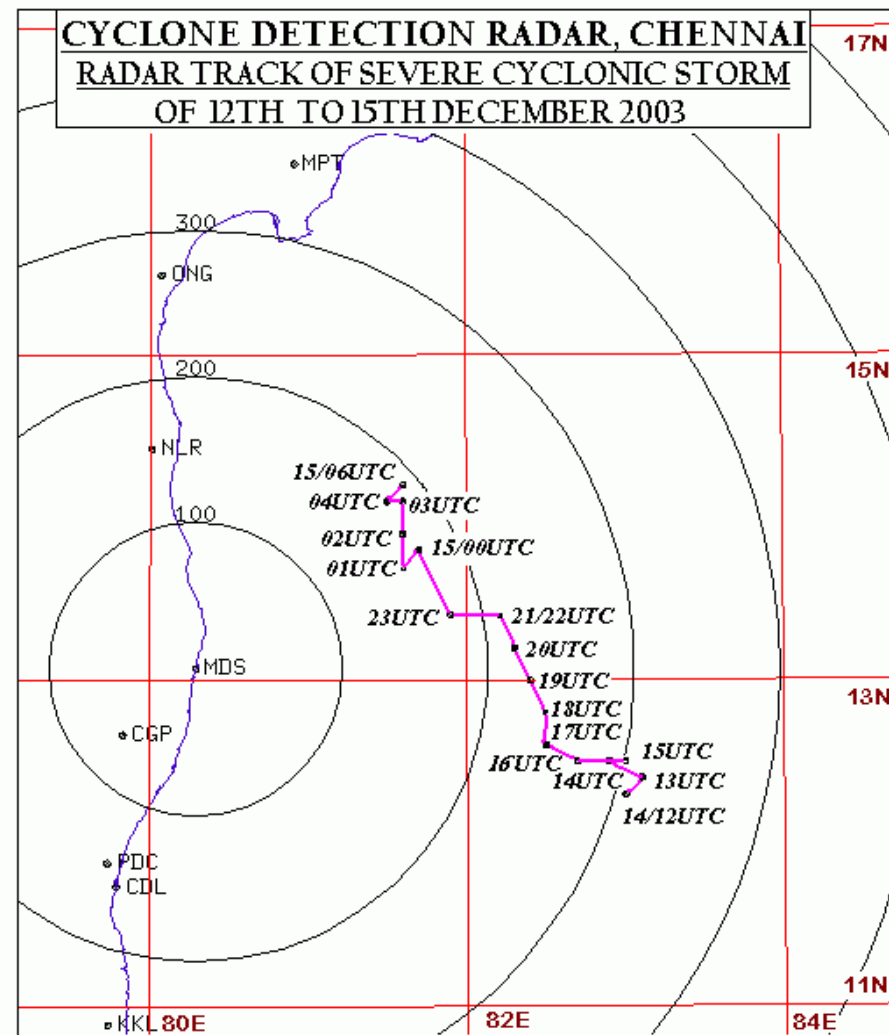 CYCLONE DETECTION RADAR, CHENNAI
RADAR TRACK OF SEVERE CYCLONIC STORM
OF 12TH TO 15TH DECEMBER 2003
17N
MPT
300
ONG
15N
200
NLR
15/06UTC
04UTC
03UTC
100
02UTC
15/00UTC
01UTC
23UTC
21/22UTC
20UTC
MDS
19UTC
13N
18UTC
17UTC
CGP
16UTC
15UTC
14UTC
13UTC
14/12UTC
PDC
CDL
11N
KKL
80E
82E
84E